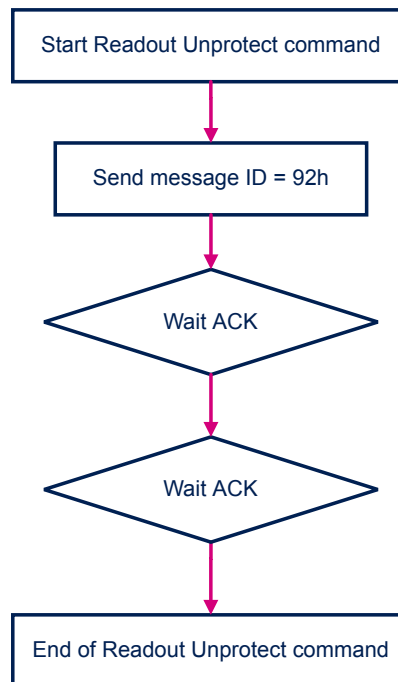 Start Readout Unprotect command
Send message ID = 92h
Wait ACK
Wait ACK
End of Readout Unprotect command